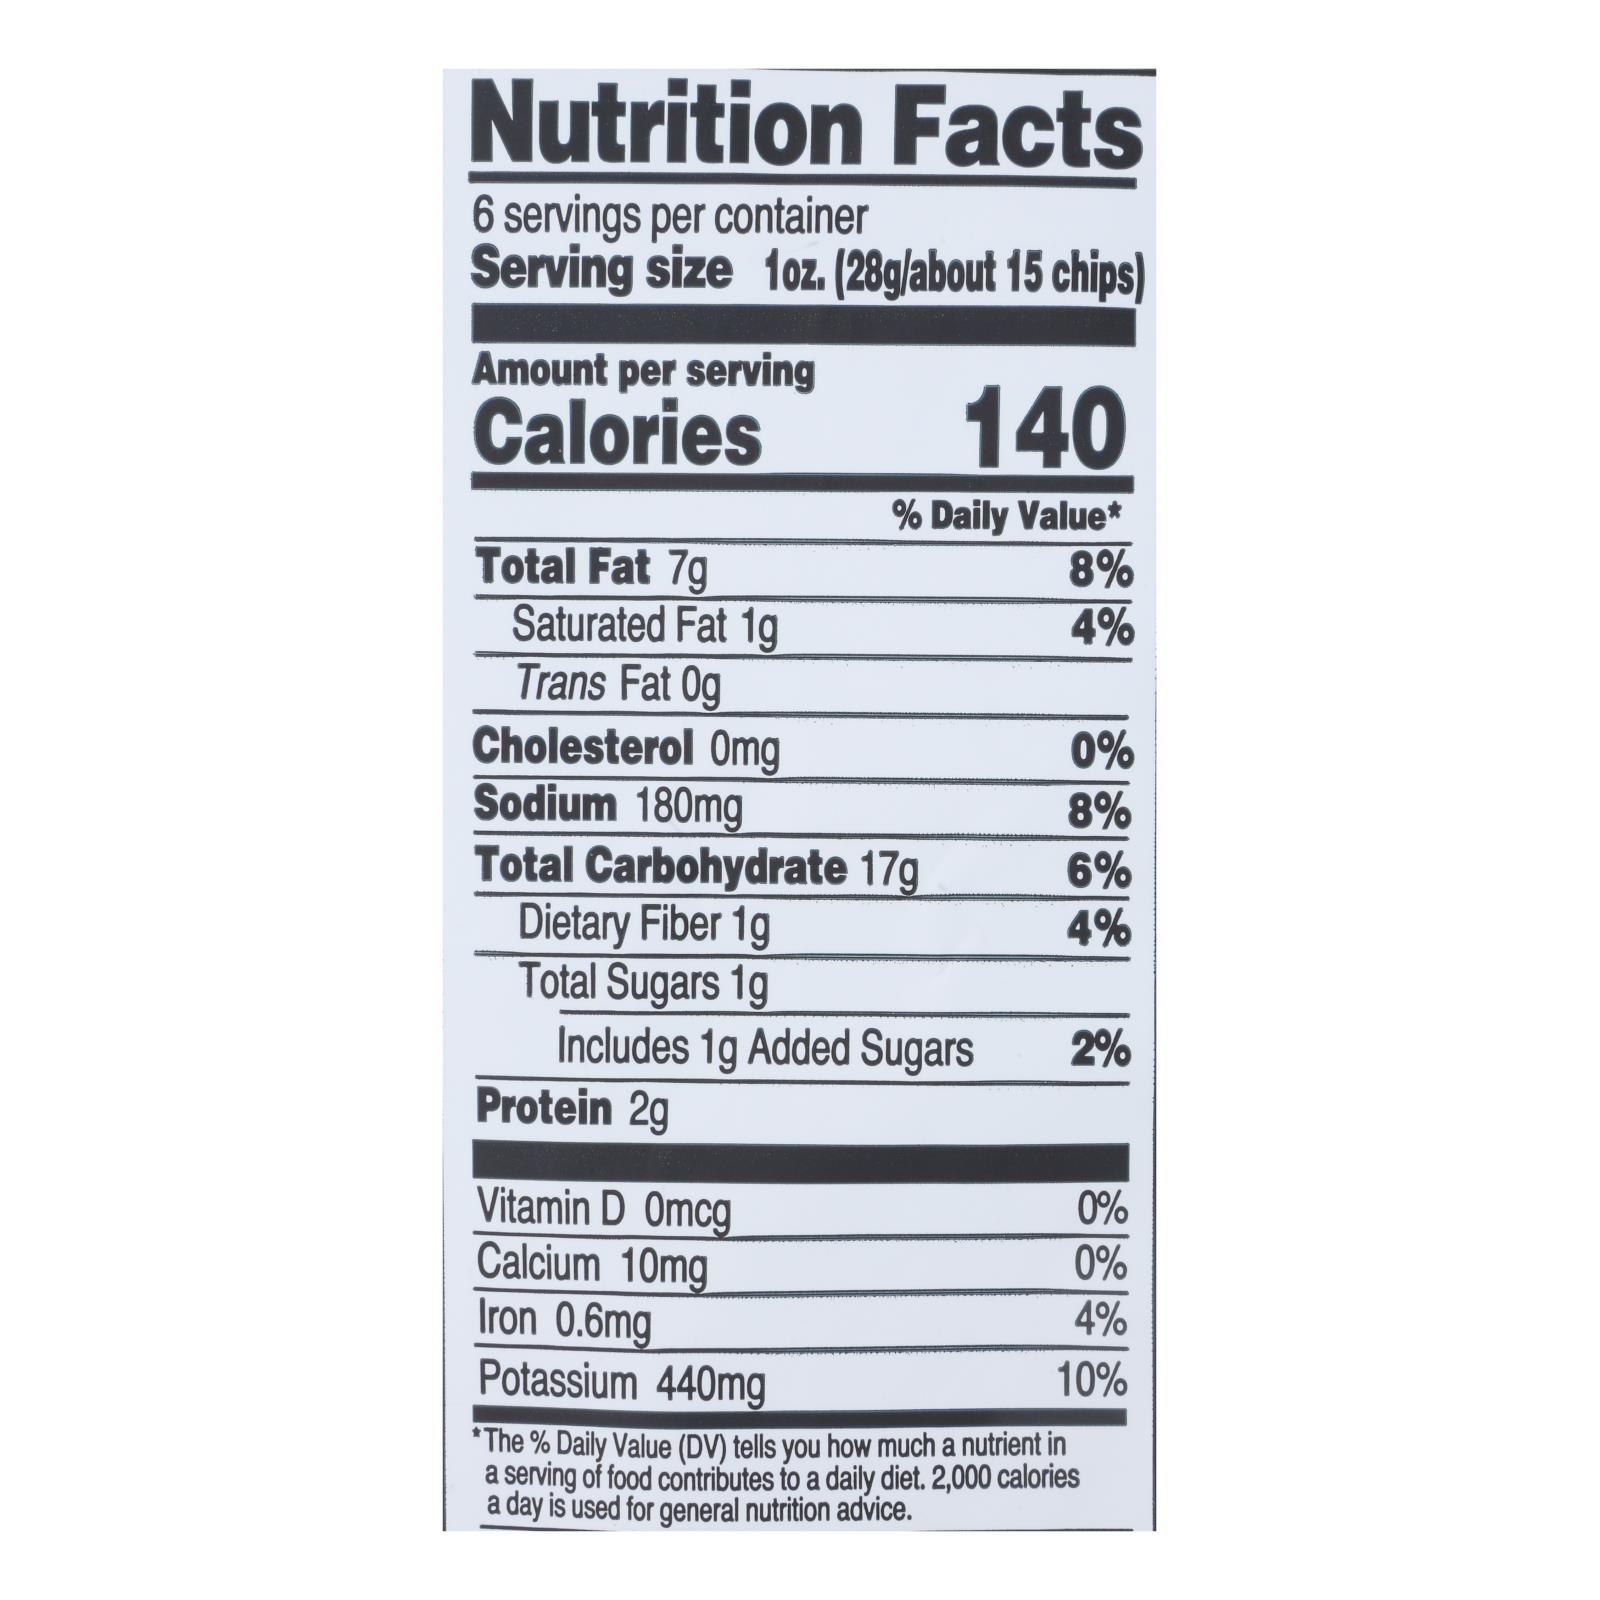 Nutrition Facts
6 servings per container
Serving size 1oz. (28g/about 15 chips)
Amount per serving
Calories 140
% Daily Value*
Total Fat 7g 8%
Saturated Fat 1g 4%
Trans Fat 0g
Cholesterol 0mg 0%
Sodium 180mg 8%
Total Carbohydrate 17g 6%
Dietary Fiber 1g 4%
Total Sugars 1g
Includes 1g Added Sugars 2%
Protein 2g
Vitamin D 0mcg 0%
Calcium 10mg 0%
Iron 0.6mg 4%
Potassium 440mg 10%
*The % Daily Value (DV) tells you how much a nutrient in
a serving of food contributes to a daily diet. 2,000 calories
a day is used for general nutrition advice.